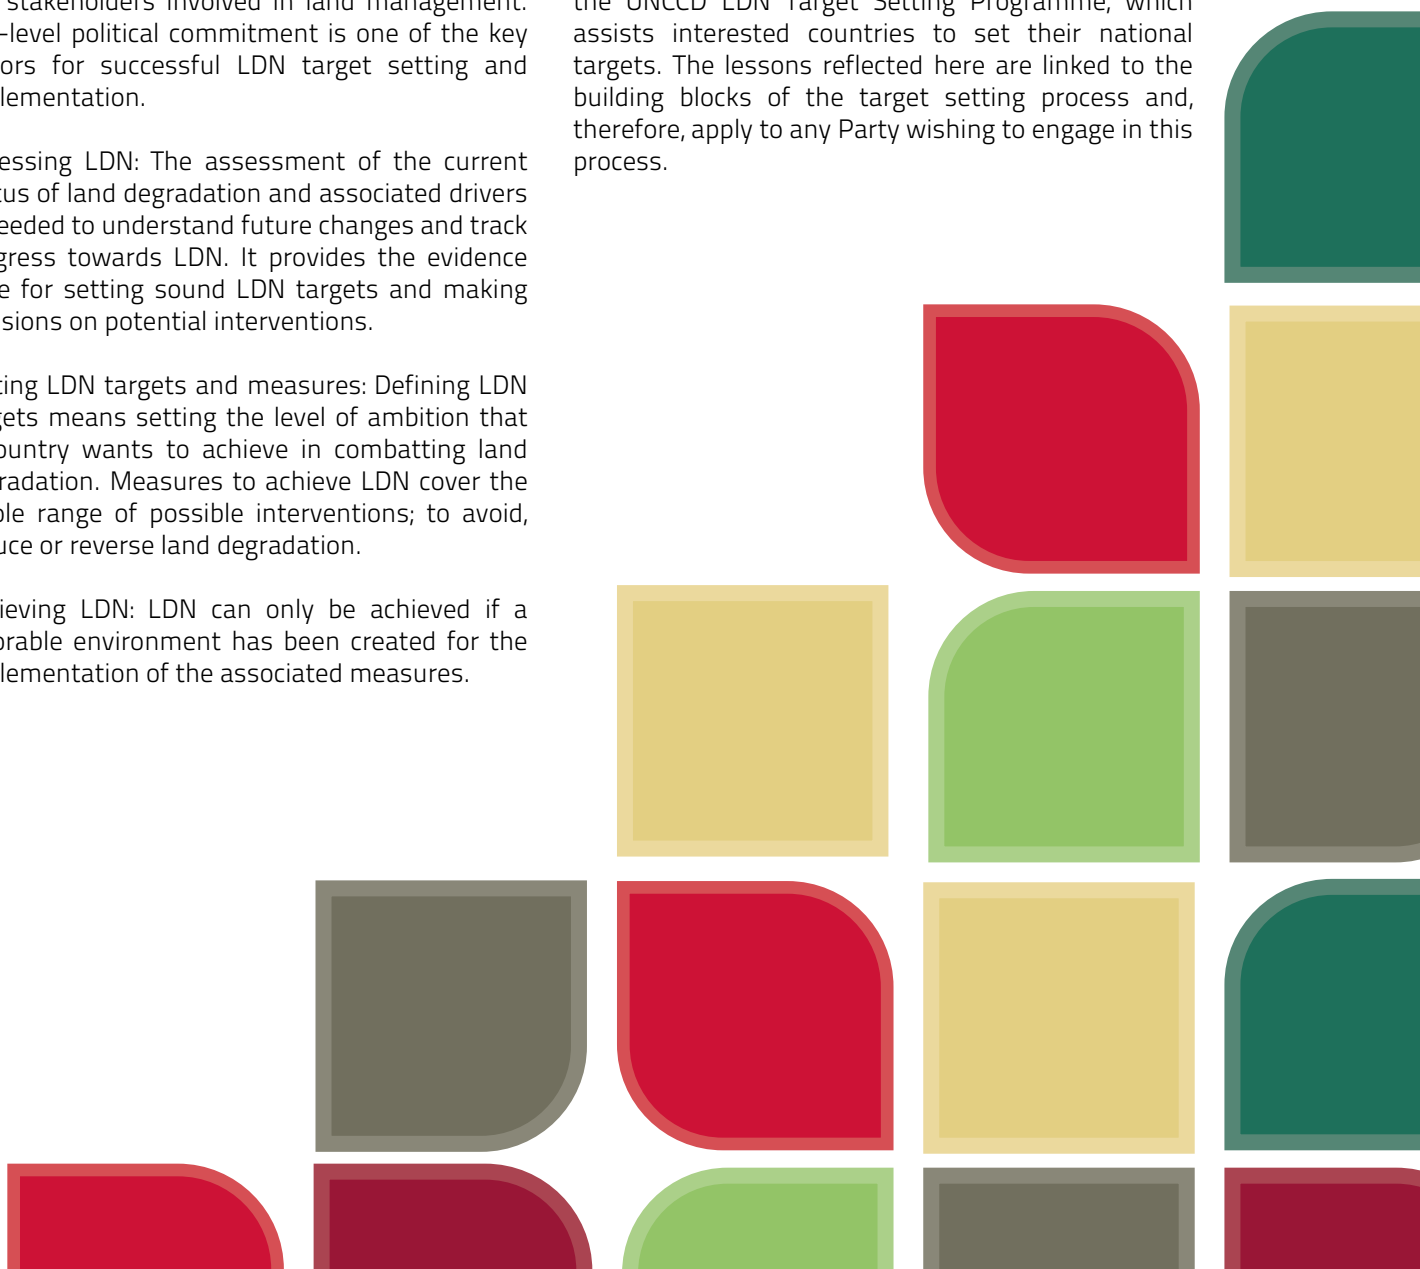 stakeholders involved in land management.
-level political commitment is one of the key
ors for successful LDN target setting and
lementation.
essing LDN: The assessment of the current
tus of land degradation and associated drivers
eeded to understand future changes and track
gress towards LDN. It provides the evidence
e for setting sound LDN targets and making
sions on potential interventions.
ting LDN targets and measures: Defining LDN
gets means setting the level of ambition that
ountry wants to achieve in combatting land
radation. Measures to achieve LDN cover the
ole range of possible interventions; to avoid,
uce or reverse land degradation.
ieving LDN: LDN can only be achieved if a
orable environment has been created for the
lementation of the associated measures.
the UNCCD LDN Target Setting Programme, which
assists interested countries to set their national
targets. The lessons reflected here are linked to the
building blocks of the target setting process and,
therefore, apply to any Party wishing to engage in this
process.